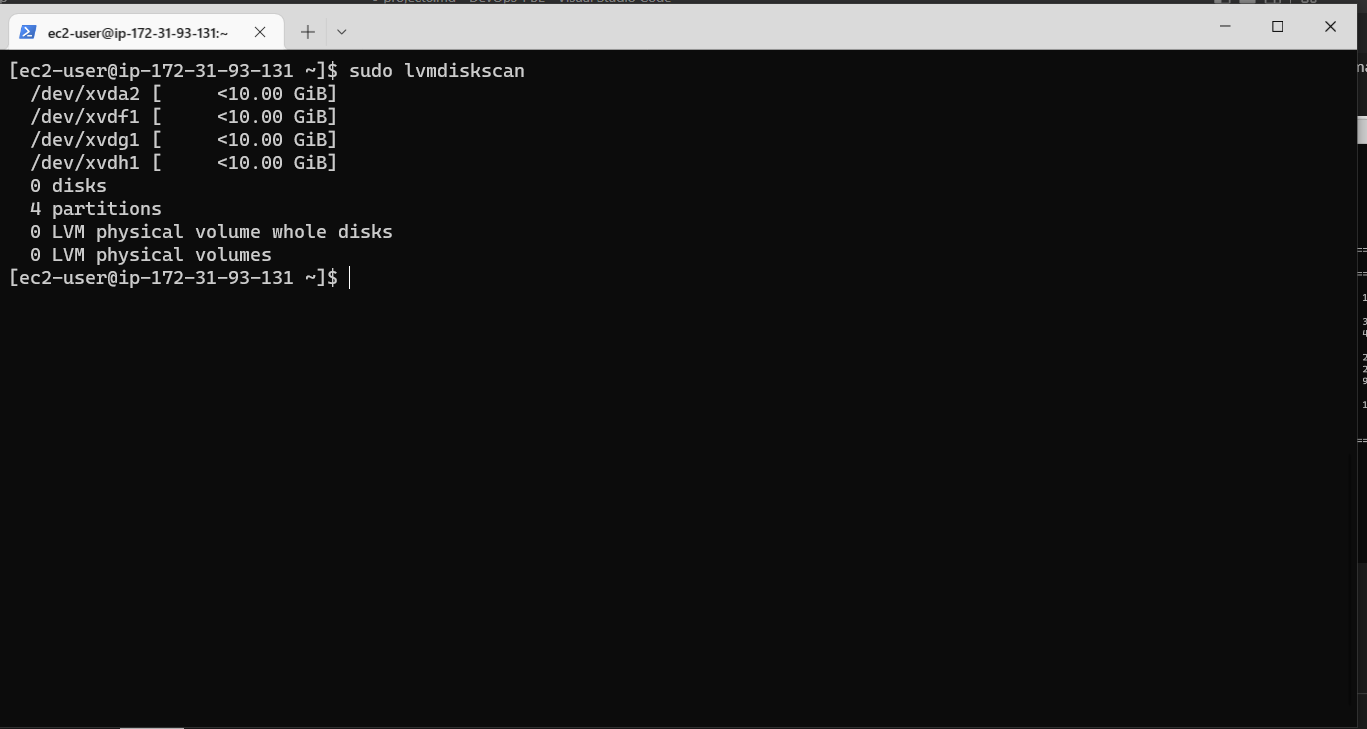 ec2-user@ip-172-31-93-131:~
[ec2-user@ip-172-31-93-131 ~]$ sudo lvmdiskscan
  /dev/xvda2 [     <10.00 GiB]
  /dev/xvdf1 [     <10.00 GiB]
  /dev/xvdg1 [     <10.00 GiB]
  /dev/xvdh1 [     <10.00 GiB]
  0 disks
  4 partitions
  0 LVM physical volume whole disks
  0 LVM physical volumes
[ec2-user@ip-172-31-93-131 ~]$